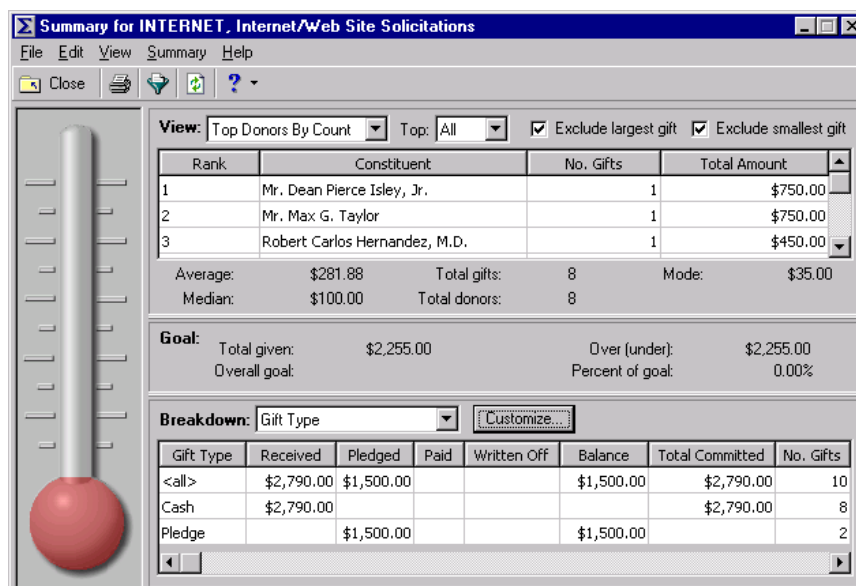 Summary for INTERNET, Internet/Web Site Solicitations
File Edit View Summary Help
Close ?
View: Top Donors By Count Top: All Exclude largest gift Exclude smallest gift
Rank Constituent No. Gifts Total Amount
1 Mr. Dean Pierce Isley, Jr. 1 $750.00
2 Mr. Max G. Taylor 1 $750.00
3 Robert Carlos Hernandez, M.D. 1 $450.00
Average: $281.88 Total gifts: 8 Mode: $35.00
Median: $100.00 Total donors: 8
Goal:
Total given: $2,255.00 Over (under): $2,255.00
Overall goal: Percent of goal: 0.00%
Breakdown: Gift Type Customize...
Gift Type Received Pledged Paid Written Off Balance Total Committed No. Gifts
<all> $2,790.00 $1,500.00 $1,500.00 $2,790.00 10
Cash $2,790.00 $2,790.00 8
Pledge $1,500.00 $1,500.00 2